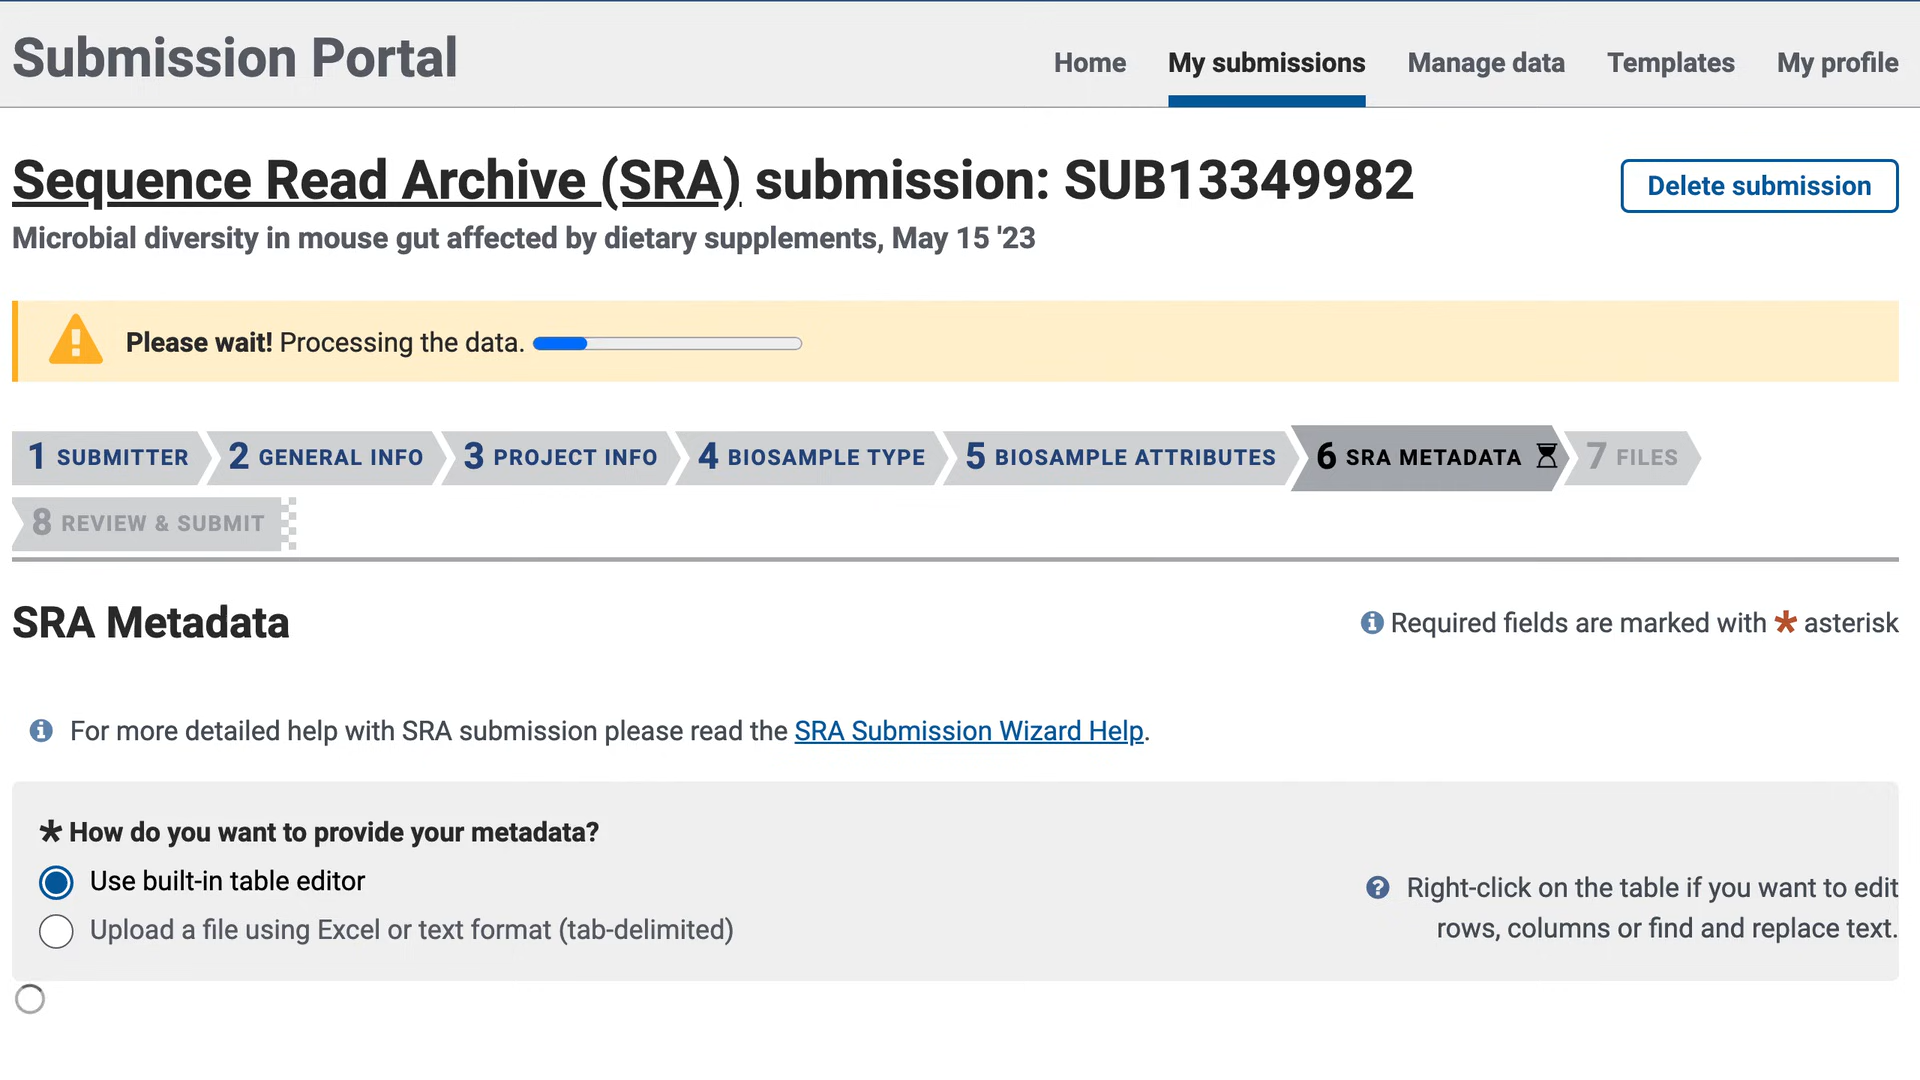 Submission Portal
Home My submissions Manage data Templates My profile
Sequence Read Archive (SRA) submission: SUB13349982
Delete submission
Microbial diversity in mouse gut affected by dietary supplements, May 15 '23
Please wait! Processing the data.
1 SUBMITTER 2 GENERAL INFO 3 PROJECT INFO 4 BIOSAMPLE TYPE 5 BIOSAMPLE ATTRIBUTES 6 SRA METADATA 7 FILES
8 REVIEW & SUBMIT
SRA Metadata
Required fields are marked with * asterisk
For more detailed help with SRA submission please read the SRA Submission Wizard Help.
* How do you want to provide your metadata?
Use built-in table editor
Upload a file using Excel or text format (tab-delimited)
Right-click on the table if you want to edit
rows, columns or find and replace text.